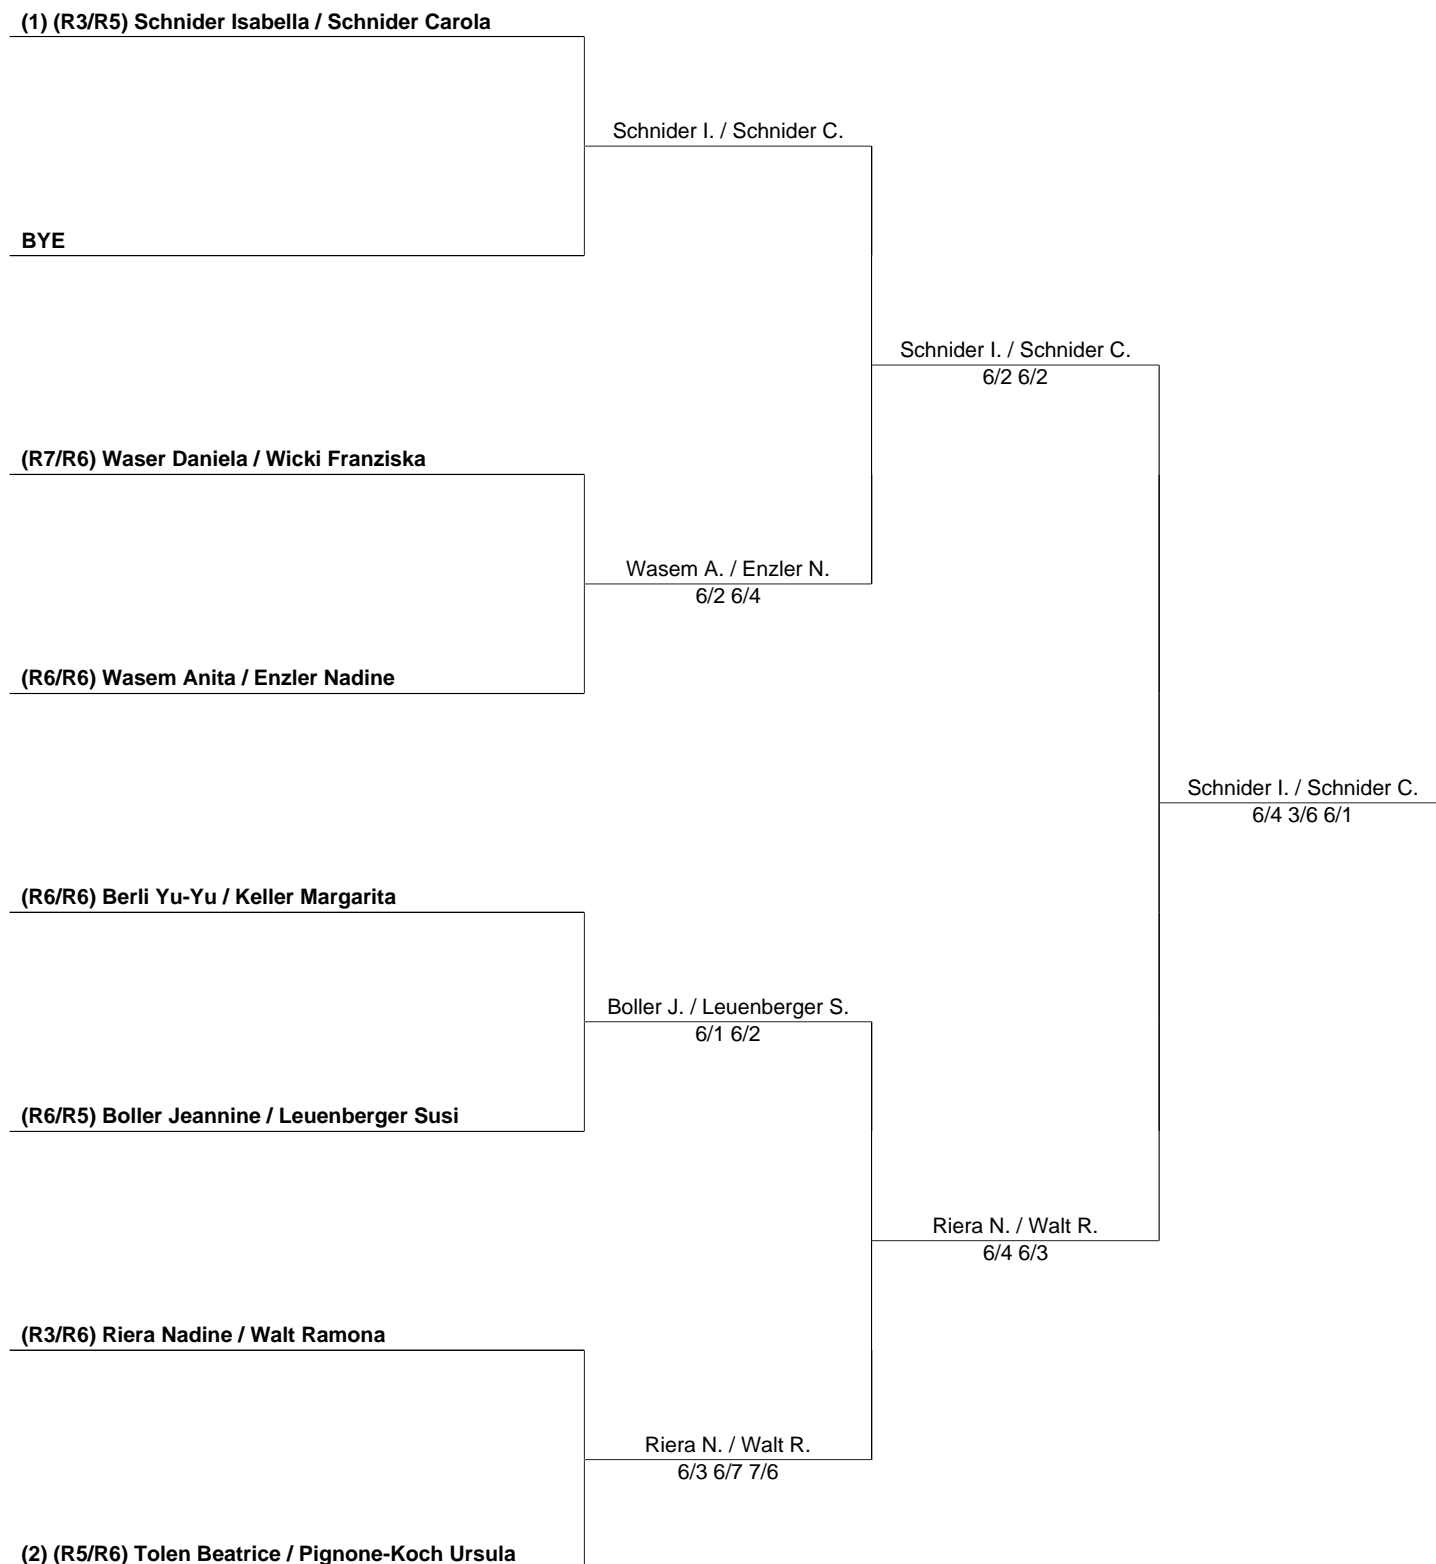 (1) (R3/R5) Schnider Isabella / Schnider Carola
Schnider I. / Schnider C.
BYE
Schnider I. / Schnider C.
6/2 6/2
(R7/R6) Waser Daniela / Wicki Franziska
Wasem A. / Enzler N.
6/2 6/4
(R6/R6) Wasem Anita / Enzler Nadine
Schnider I. / Schnider C.
6/4 3/6 6/1
(R6/R6) Berli Yu-Yu / Keller Margarita
Boller J. / Leuenberger S.
6/1 6/2
(R6/R5) Boller Jeannine / Leuenberger Susi
Riera N. / Walt R.
6/4 6/3
(R3/R6) Riera Nadine / Walt Ramona
Riera N. / Walt R.
6/3 6/7 7/6
(2) (R5/R6) Tolen Beatrice / Pignone-Koch Ursula